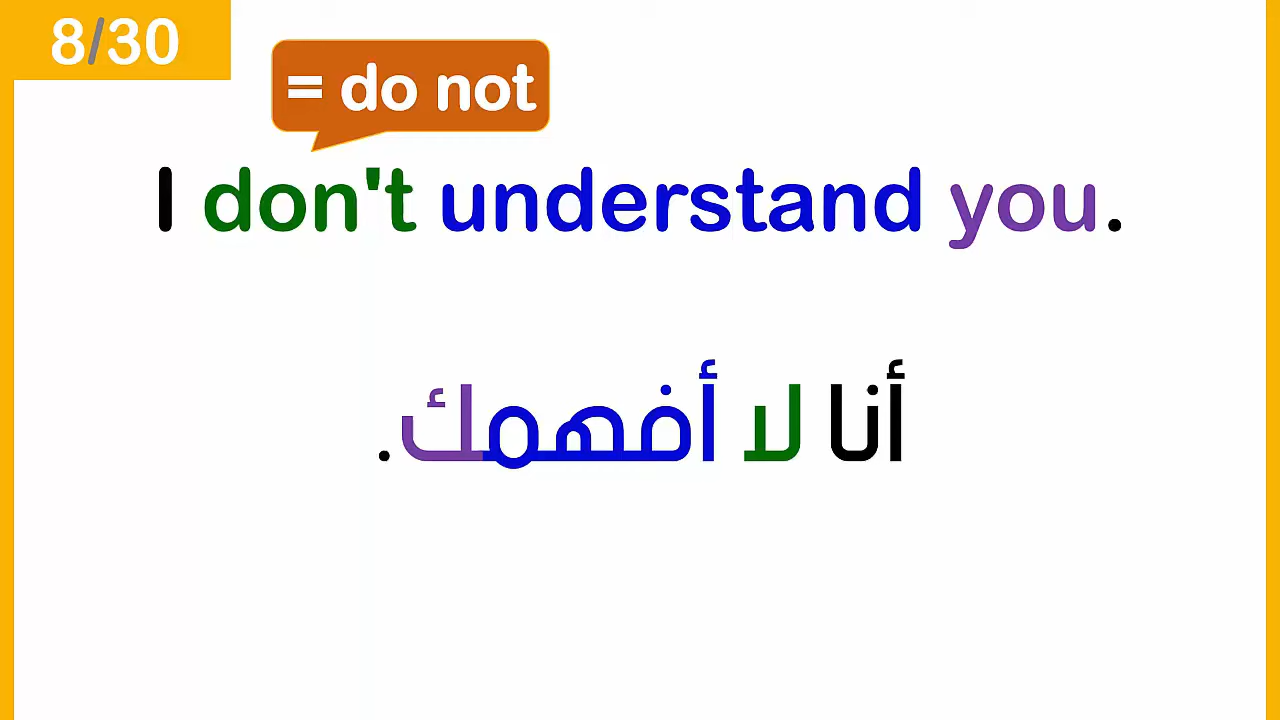 8/30
= do not
I don't understand you.
أنا لا أفهمك.